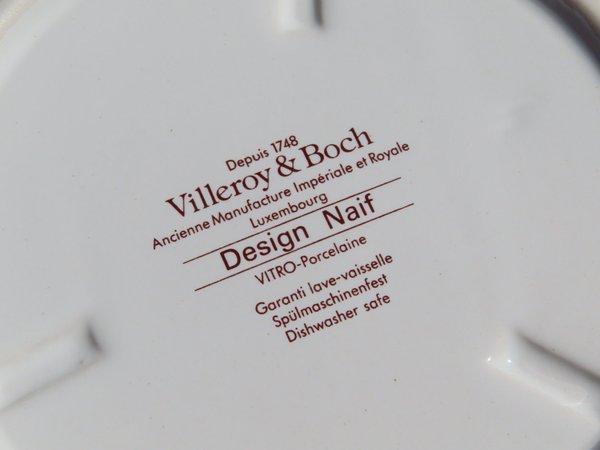 Depuis 1748
Villeroy & Boch
Ancienne Manufacture Impériale et Royale
Luxembourg
Design Naif
VITRO-Porcelaine
Garanti lave-vaisselle
Spülmaschinenfest
Dishwasher safe